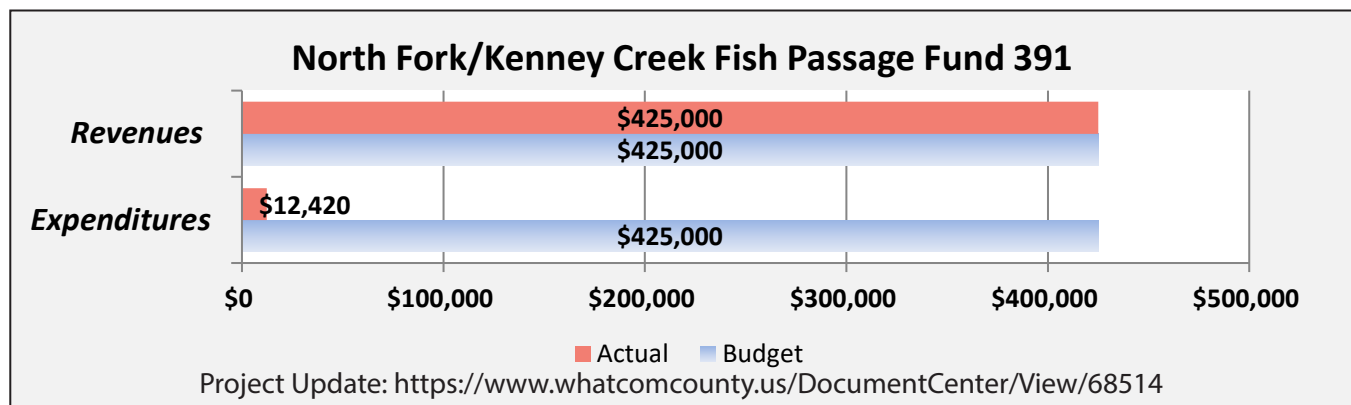 North Fork/Kenney Creek Fish Passage Fund 391
Revenues
$425,000
$425,000
Expenditures
$12,420
$425,000
$0 $100,000 $200,000 $300,000 $400,000 $500,000
Actual Budget
Project Update: https://www.whatcomcounty.us/DocumentCenter/View/68514